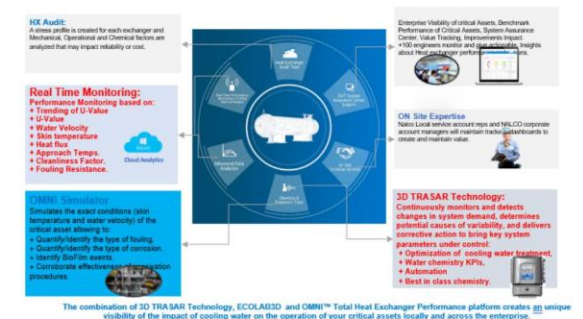 HX Audit:
A stress profile is created for each exchanger and
Mechanical, Operational and Chemical factors are
analyzed that may impact reliability or cost.
Real Time Monitoring:
Performance Monitoring based on:
+ Trending of U-Value
+ U-Value
+ Water Velocity
+ Skin temperature
+ Heat flux
+ Approach Temps.
+ Cleanliness Factor.
+ Fouling Resistance.
Azure
Cloud Analytics
OMNI Simulator
Simulates the exact conditions (skin
temperature and water velocity) of the
critical asset allowing to:
+ Quantify/Identify the type of fouling.
+ Quantify/Identify the type of corrosion.
+ Identify BioFilm events.
+ Corroborate effectiveness of
procedures.
Enterprise Visibility of critical Assets, Benchmark
Performance of Critical Assets, System Assurance
Center, Value Tracking, Improvements Impact.
+100 engineers monitor and give actionable, Insights
about Heat exchanger
ON Site Expertise
Nalco Local service account reps and NALCO corporate
account managers will maintain dashboards to
create and maintain value.
3D TRASAR Technology:
Continuously monitors and detects
changes in system demand, determines
potential causes of variability, and delivers
corrective action to bring key system
parameters under control:
+ Optimization of cooling water treatment,
+ Water chemistry KPIs,
+ Automation
+ Best in class chemistry.
The combination of 3D TRASAR Technology, ECOLAB3D and OMNI™ Total Heat Exchanger Performance platform creates an unique
visibility of the impact of cooling water on the operation of your critical assets locally and across the enterprise.